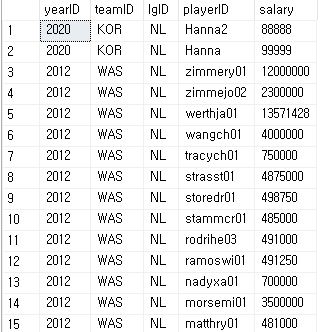 yearID teamID lgID playerID salary
1 2020 KOR NL Hanna2 88888
2 2020 KOR NL Hanna 99999
3 2012 WAS NL zimmery01 12000000
4 2012 WAS NL zimmejo02 2300000
5 2012 WAS NL werthja01 13571428
6 2012 WAS NL wangch01 4000000
7 2012 WAS NL tracych01 750000
8 2012 WAS NL strasst01 4875000
9 2012 WAS NL storedr01 498750
10 2012 WAS NL stammcr01 485000
11 2012 WAS NL rodrihe03 491000
12 2012 WAS NL ramoswi01 491250
13 2012 WAS NL nadyxa01 700000
14 2012 WAS NL morsemi01 3500000
15 2012 WAS NL matthry01 481000